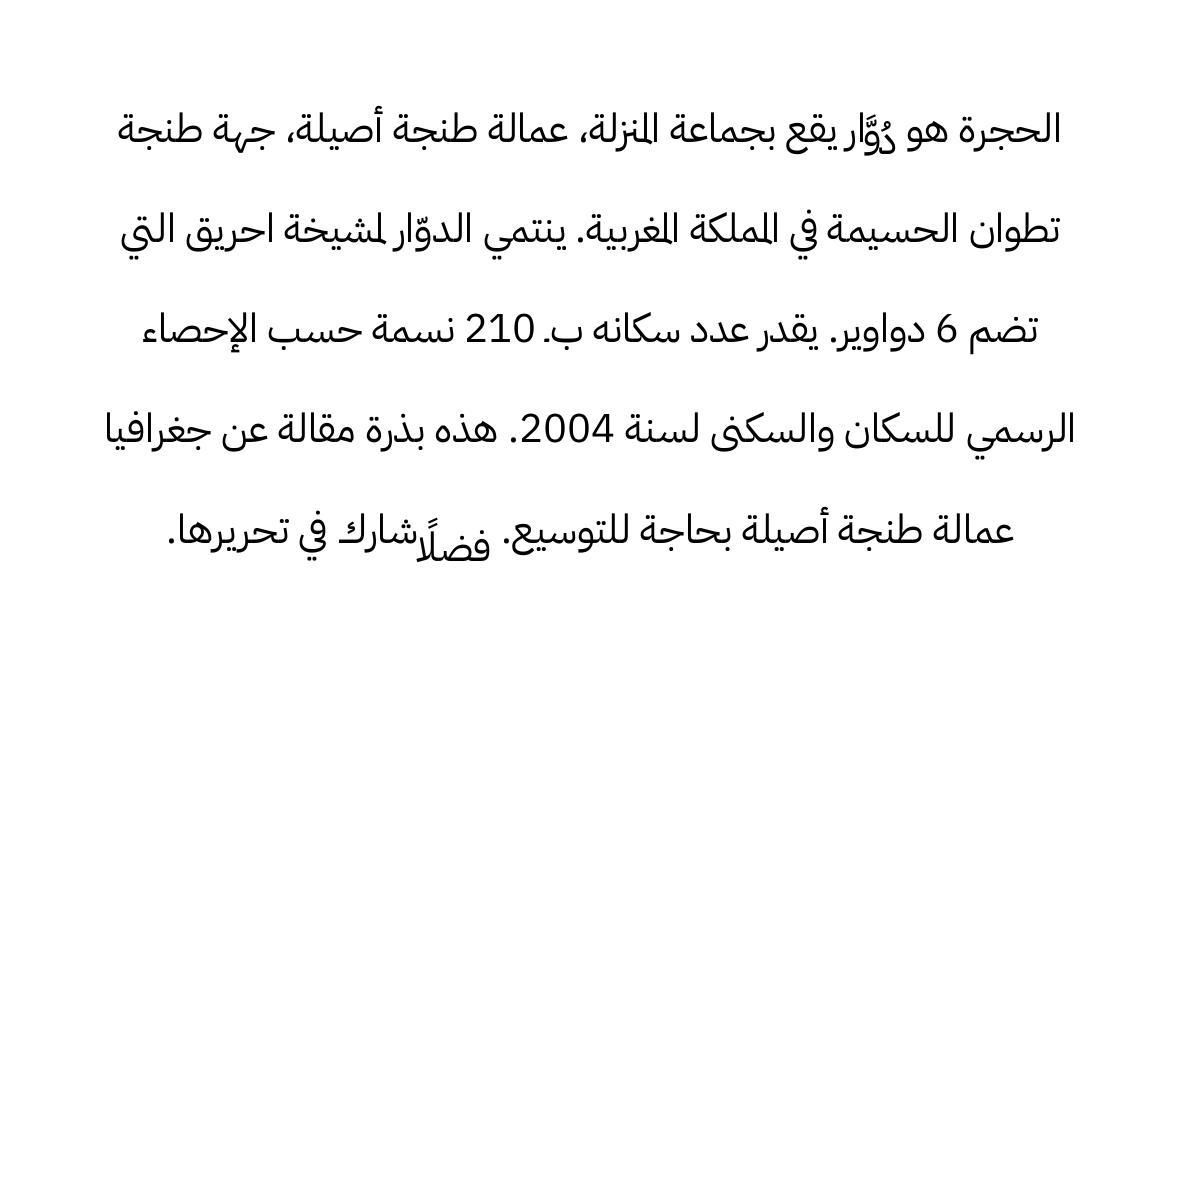 الحجرة هو دُوَّار يقع بجماعة المنزلة، عمالة طنجة أصيلة، جهة طنجة
تطوان الحسيمة في المملكة المغربية. ينتمي الدوّار لمشيخة احريق التي
تضم 6 دواوير. يقدر عدد سكانه بـ 210 نسمة حسب الإحصاء
الرسمي للسكان والسكنى لسنة 2004. هذه بذرة مقالة عن جغرافيا
عمالة طنجة أصيلة بحاجة للتوسيع. فضلًا شارك في تحريرها.